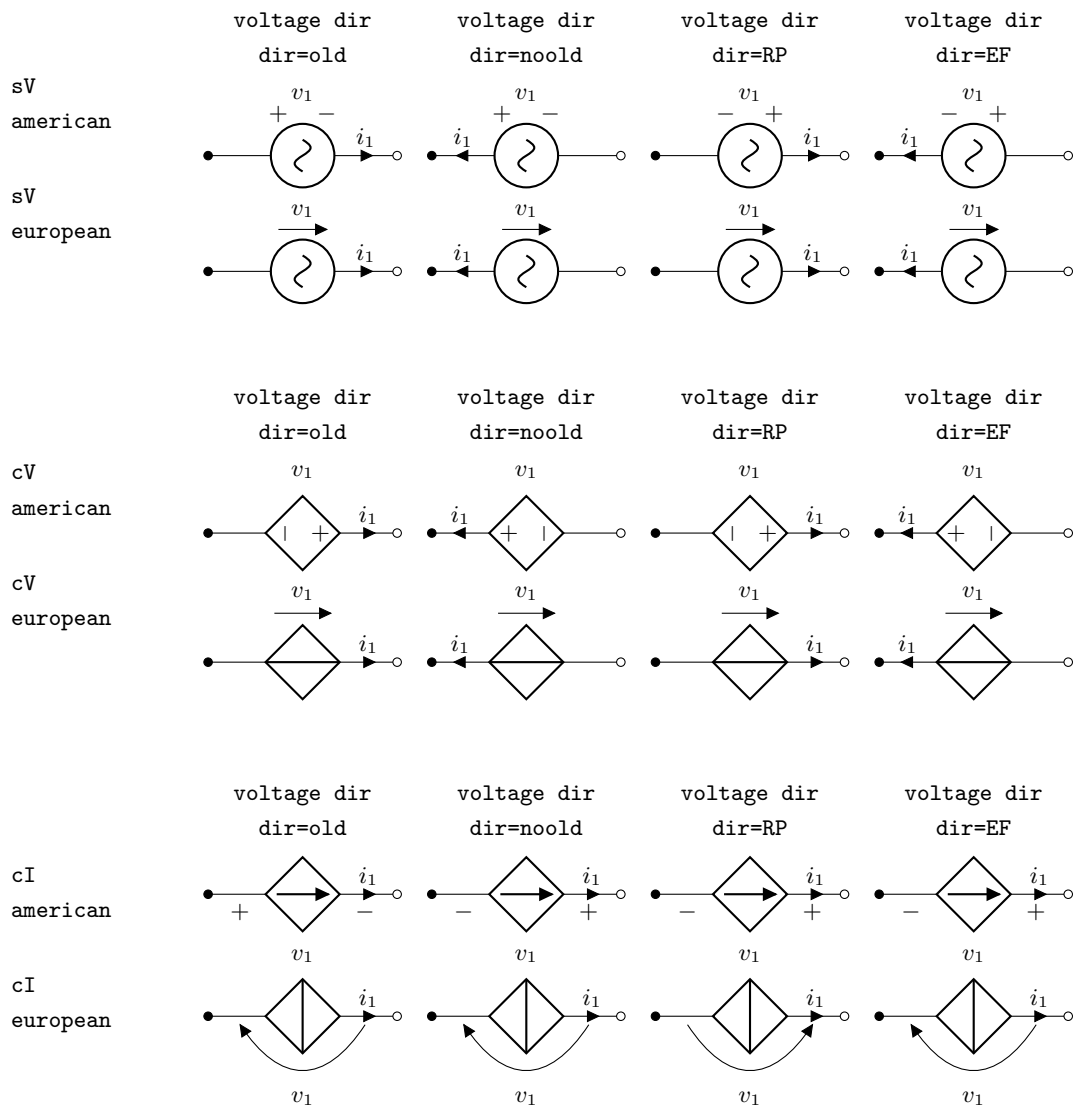 voltage dir voltage dir voltage dir voltage dir
dir=old dir=noold dir=RP dir=EF
sV
american
v₁ v₁ v₁ v₁
+ − + − − + − +
i₁ i₁ i₁ i₁
sV
european
v₁ v₁ v₁ v₁
i₁ i₁ i₁ i₁
voltage dir voltage dir voltage dir voltage dir
dir=old dir=noold dir=RP dir=EF
cV
american
v₁ v₁ v₁ v₁
i₁ i₁ i₁ i₁
− + + − − + + −
cV
european
v₁ v₁ v₁ v₁
i₁ i₁ i₁ i₁
voltage dir voltage dir voltage dir voltage dir
dir=old dir=noold dir=RP dir=EF
cI
american
i₁ i₁ i₁ i₁
+ − − + − + − +
v₁ v₁ v₁ v₁
cI
european
i₁ i₁ i₁ i₁
v₁ v₁ v₁ v₁